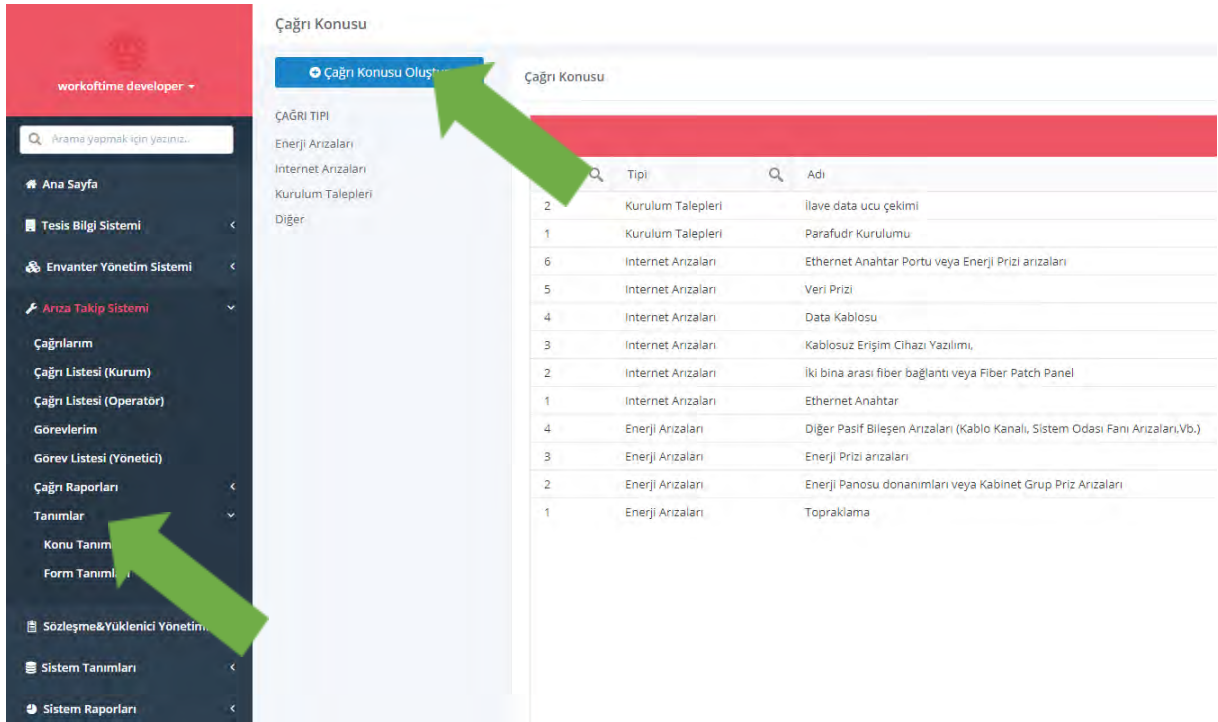 Çağrı Konusu
workoftime developer
Arama yapmak için yazınız..
Ana Sayfa
Tesis Bilgi Sistemi
Envanter Yönetim Sistemi
Arıza Takip Sistemi
Çağrılarım
Çağrı Listesi (Kurum)
Çağrı Listesi (Operatör)
Görevlerim
Görev Listesi (Yönetici)
Çağrı Raporları
Tanımlar
Konu
Form
Sözleşme&Yüklenici
Sistem Tanımları
Sistem Raporları
Çağrı Konusu
ÇAĞRI TIPI
Enerji Arızaları
Internet Arızaları
Kurulum Talepleri
Diğer
Çağrı Konusu
Tipi Adı
2 Kurulum Talepleri İlave data ucu çekimi
1 Kurulum Talepleri Parafudr Kurulumu
6 Internet Arızaları Ethernet Anahtar Portu veya Enerji Prizi arızaları
5 Internet Arızaları Veri Prizi
4 Internet Arızaları Data Kablosu
3 Internet Arızaları Kablosuz Erişim Cihazı Yazılımı,
2 Internet Arızaları İki bina arası fiber bağlantı veya Fiber Patch Panel
1 Internet Arızaları Ethernet Anahtar
4 Enerji Arızaları Diğer Pasif Bileşen Arızaları (Kablo Kanalı, Sistem Odası Fanı Arızaları,Vb.)
3 Enerji Arızaları Enerji Prizi arızaları
2 Enerji Arızaları Enerji Panosu donanımları veya Kabinet Grup Priz Arızaları
1 Enerji Arızaları Topraklama